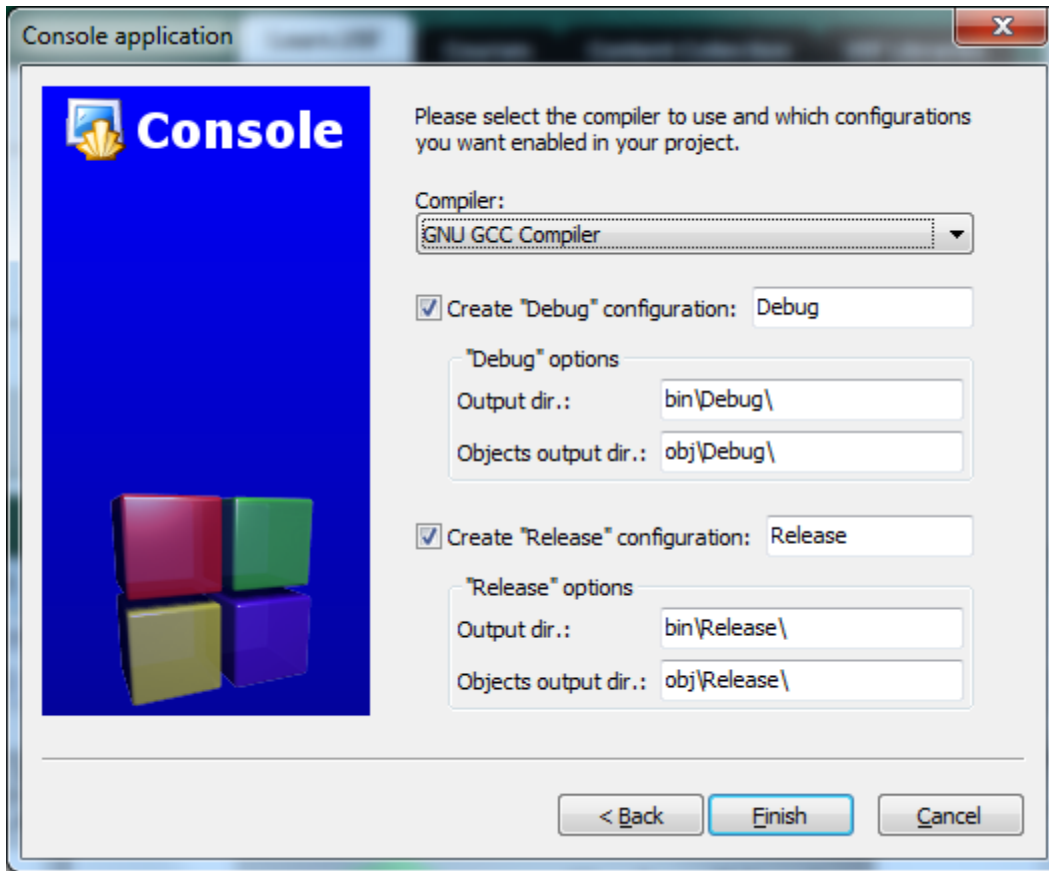 Console application
Console
Please select the compiler to use and which configurations
you want enabled in your project.
Compiler:
GNU GCC Compiler
Create "Debug" configuration: Debug
"Debug" options
Output dir.: bin\Debug\
Objects output dir.: obj\Debug\
Create "Release" configuration: Release
"Release" options
Output dir.: bin\Release\
Objects output dir.: obj\Release\
< Back
Finish
Cancel